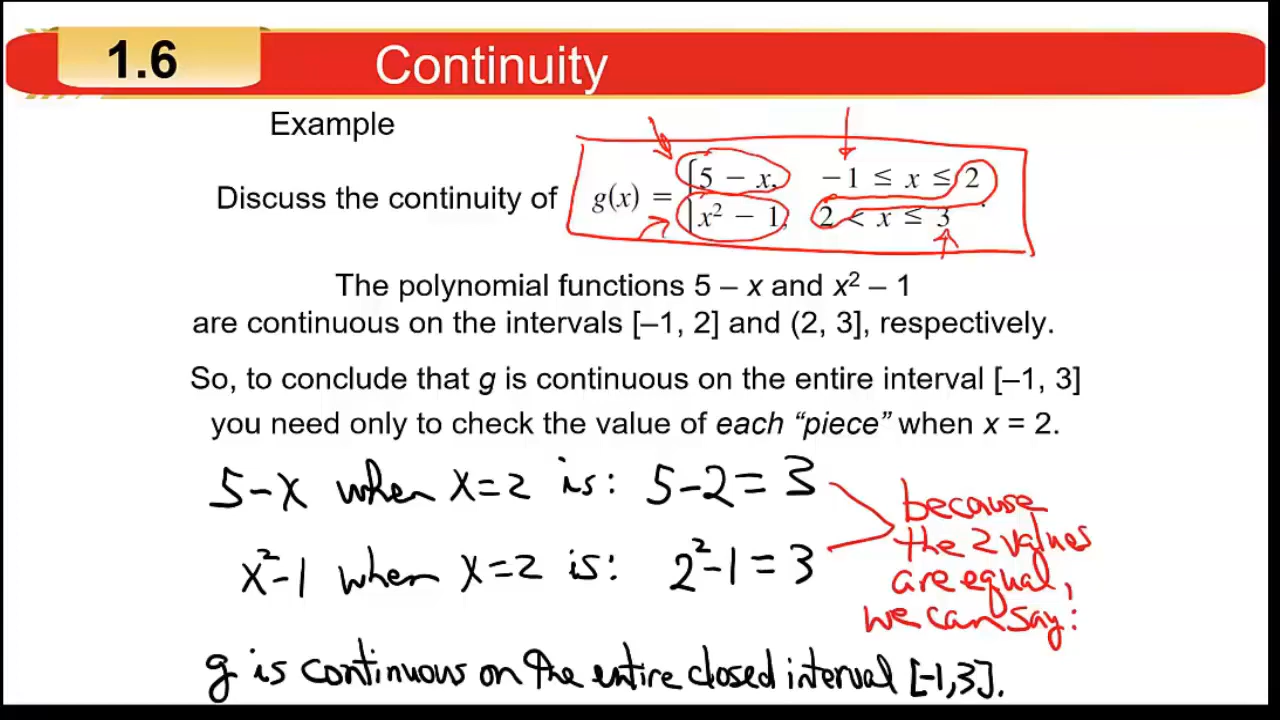 1.6 Continuity
Example
Discuss the continuity of g(x) = { 5 − x, −1 ≤ x ≤ 2
x² − 1, 2 < x ≤ 3 .
The polynomial functions 5 – x and x² – 1
are continuous on the intervals [–1, 2] and (2, 3], respectively.
So, to conclude that g is continuous on the entire interval [–1, 3]
you need only to check the value of each “piece” when x = 2.
5-x when x=2 is: 5-2=3
x²-1 when x=2 is: 2²-1=3
because
the 2 values
are equal,
we can say:
g is continuous on the entire closed interval [-1,3].